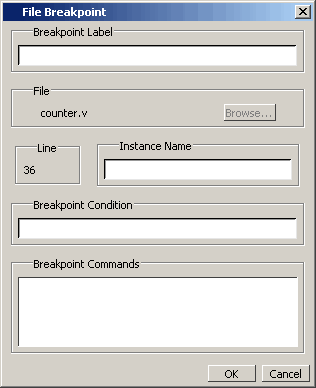 File Breakpoint
Breakpoint Label
File
counter.v Browse...
Line Instance Name
36
Breakpoint Condition
Breakpoint Commands
OK Cancel